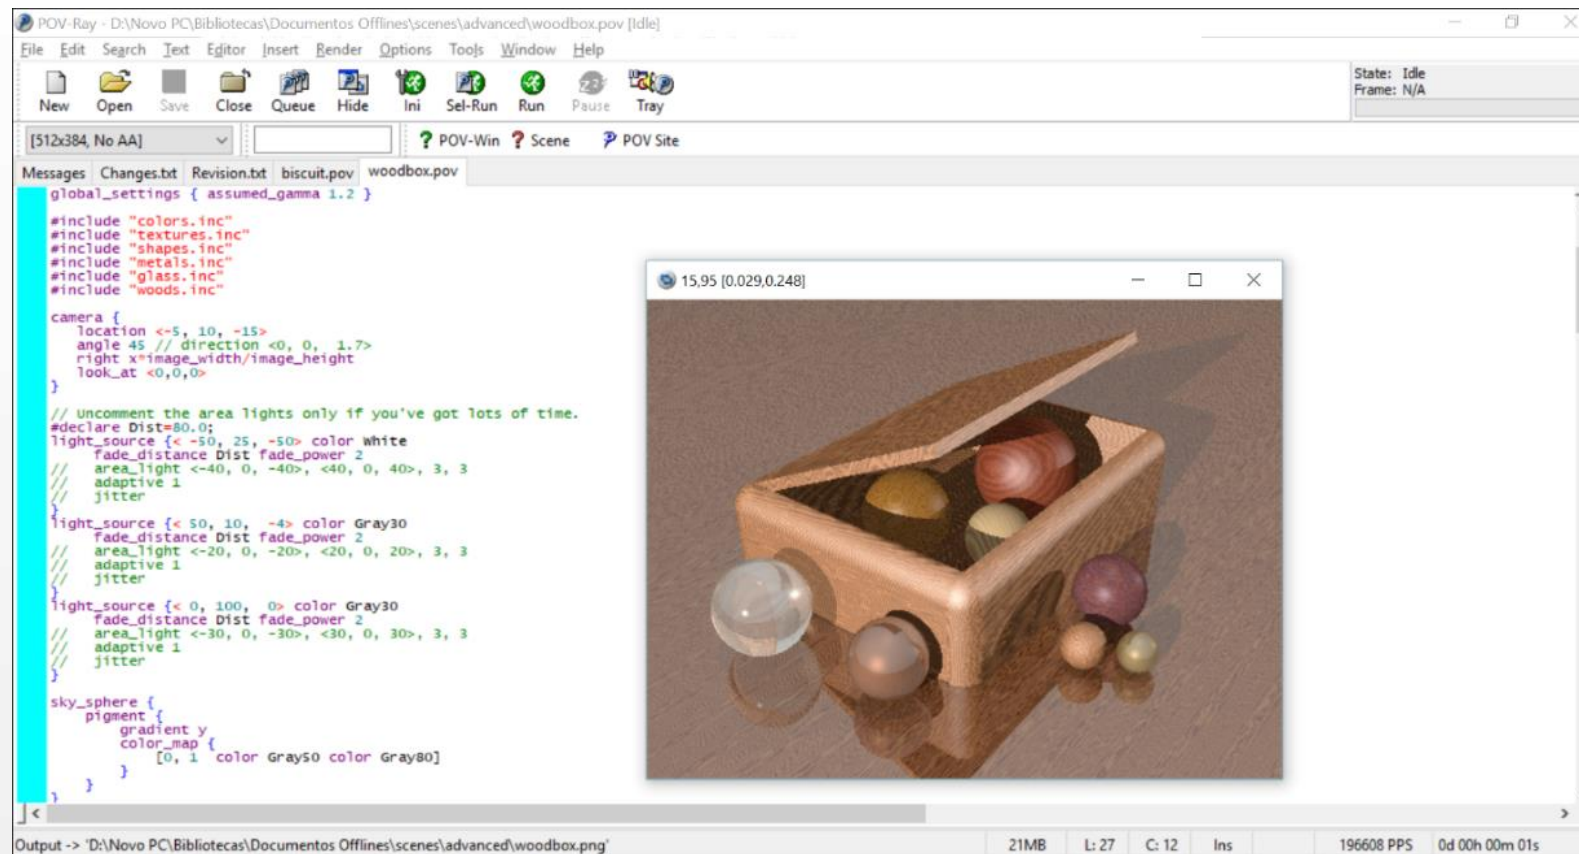 POV-Ray - D:\Novo PC\Bibliotecas\Documentos Offlines\scenes\advanced\woodbox.pov [Idle]
File Edit Search Text Editor Insert Render Options Tools Window Help
New Open Save Close Queue Hide Ini Sel-Run Run Pause Tray
State: Idle
Frame: N/A
[512x384, No AA] ? POV-Win ? Scene POV Site
Messages Changes.txt Revision.txt biscuit.pov woodbox.pov
global_settings { assumed_gamma 1.2 }
#include "colors.inc"
#include "textures.inc"
#include "shapes.inc"
#include "metals.inc"
#include "glass.inc"
#include "woods.inc"
camera {
location <-5, 10, -15>
angle 45 // direction <0, 0, 1.7>
right x*image_width/image_height
look_at <0,0,0>
}
// Uncomment the area lights only if you've got lots of time.
#declare Dist=80.0;
light_source {< -50, 25, -50> color White
fade_distance Dist fade_power 2
// area_light <-40, 0, -40>, <40, 0, 40>, 3, 3
// adaptive 1
// jitter
}
light_source {< 50, 10, -4> color Gray30
fade_distance Dist fade_power 2
// area_light <-20, 0, -20>, <20, 0, 20>, 3, 3
// adaptive 1
// jitter
}
light_source {< 0, 100, 0> color Gray30
fade_distance Dist fade_power 2
// area_light <-30, 0, -30>, <30, 0, 30>, 3, 3
// adaptive 1
// jitter
}
sky_sphere {
pigment {
gradient y
color_map {
[0, 1 color Gray50 color Gray80]
}
}
}
15,95 [0.029,0.248]
Output -> 'D:\Novo PC\Bibliotecas\Documentos Offlines\scenes\advanced\woodbox.png' 21MB L: 27 C: 12 Ins 196608 PPS 0d 00h 00m 01s